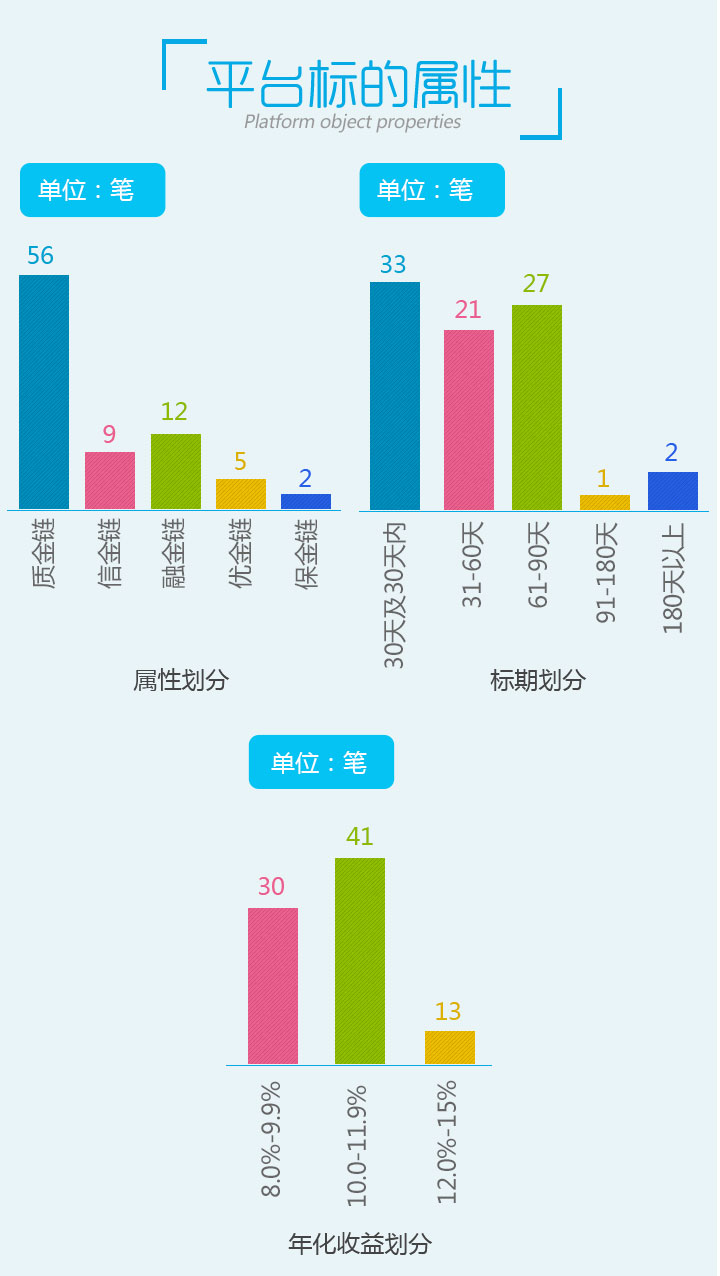 平台标的属性
Platform object properties
单位：笔
56
9
12
5
2
质金链
信金链
融金链
优金链
保金链
属性划分
单位：笔
33
21
27
1
2
30天及30天内
31-60天
61-90天
91-180天
180天以上
标期划分
单位：笔
30
41
13
8.0%-9.9%
10.0-11.9%
12.0%-15%
年化收益划分